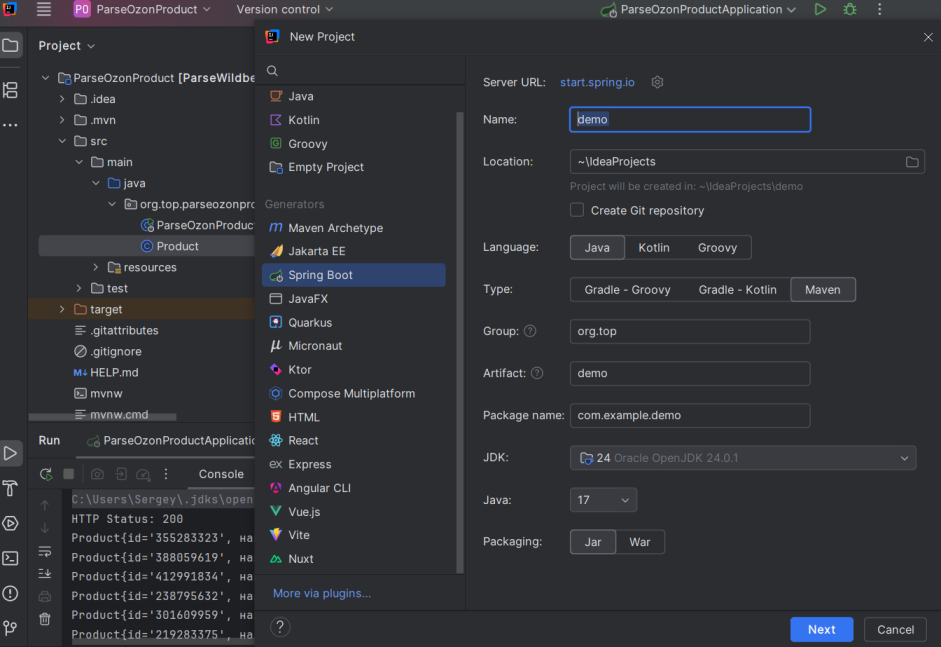 PO ParseOzonProduct Version control ParseOzonProductApplication
Project
ParseOzonProduct [ParseWildbe
.idea
.mvn
src
main
java
org.top.parseozonpro
ParseOzonProduc
Product
resources
test
target
.gitattributes
.gitignore
M↓ HELP.md
mvnw
mvnw.cmd
Run ParseOzonProductApplicatio
Console
C:\Users\Sergey\.jdks\open
HTTP Status: 200
Product{id='355283323', на
Product{id='388059619', на
Product{id='412991834', на
Product{id='238795632', на
Product{id='301609959', на
Product{id='219283375', на
New Project
Java
Kotlin
Groovy
Empty Project
Generators
Maven Archetype
Jakarta EE
Spring Boot
JavaFX
Quarkus
Micronaut
Ktor
Compose Multiplatform
HTML
React
ex Express
Angular CLI
Vue.js
Vite
Nuxt
More via plugins...
?
Server URL: start.spring.io
Name: demo
Location: ~\IdeaProjects
Project will be created in: ~\IdeaProjects\demo
Create Git repository
Language: Java Kotlin Groovy
Type: Gradle - Groovy Gradle - Kotlin Maven
Group: ? org.top
Artifact: ? demo
Package name: com.example.demo
JDK: 24 Oracle OpenJDK 24.0.1
Java: 17
Packaging: Jar War
Next Cancel